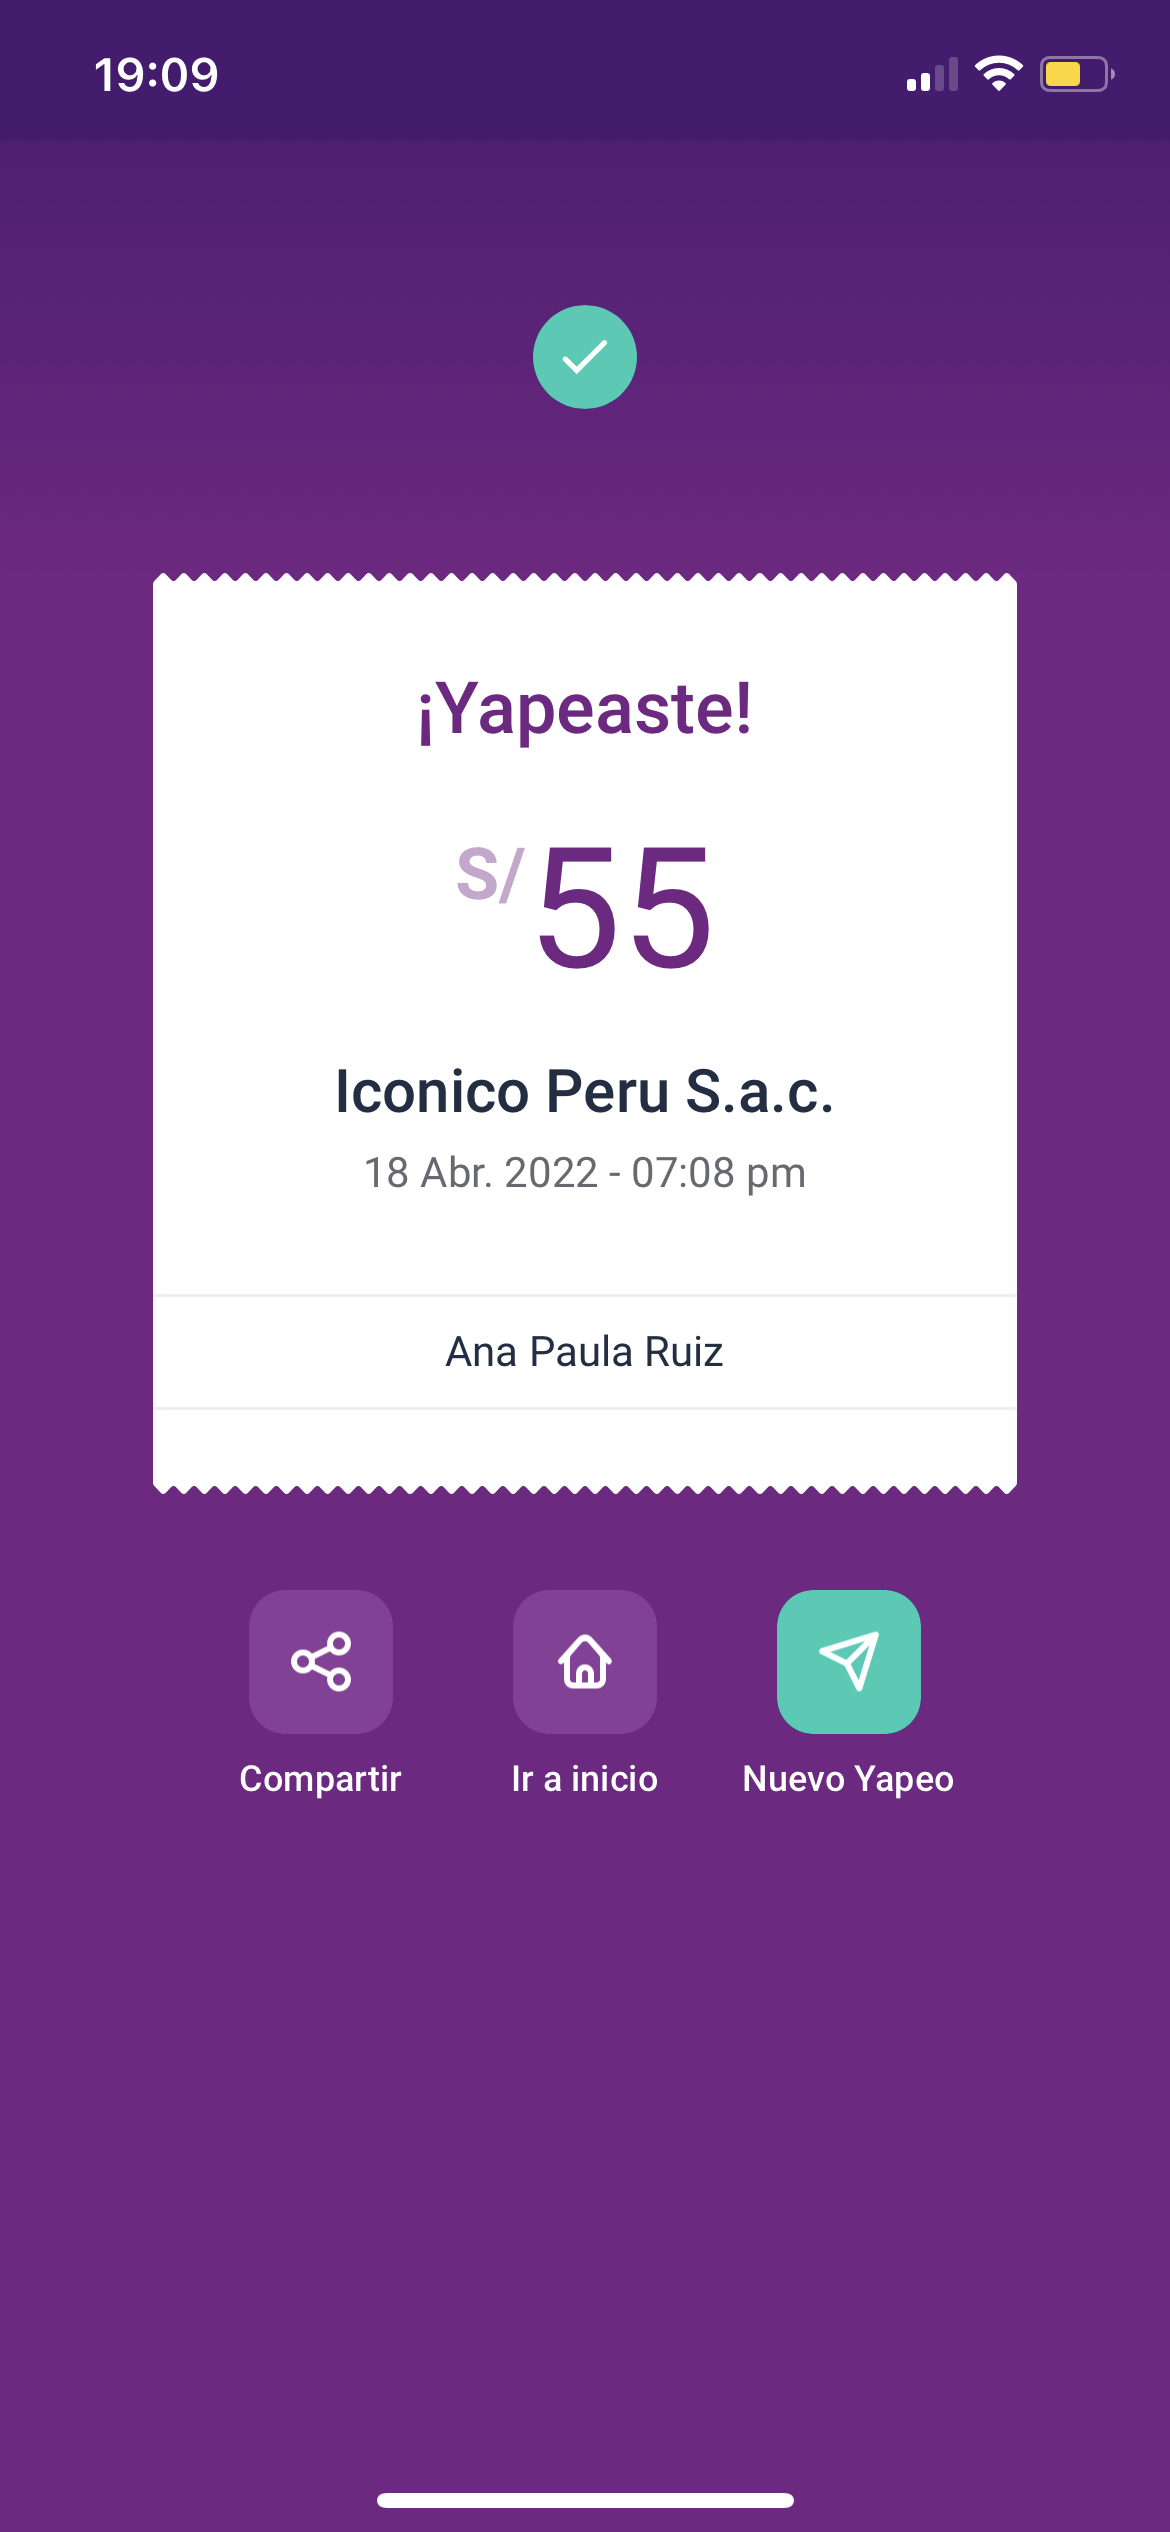 19:09
¡Yapeaste!
S/ 55
Iconico Peru S.a.c.
18 Abr. 2022 - 07:08 pm
Ana Paula Ruiz
Compartir
Ir a inicio
Nuevo Yapeo